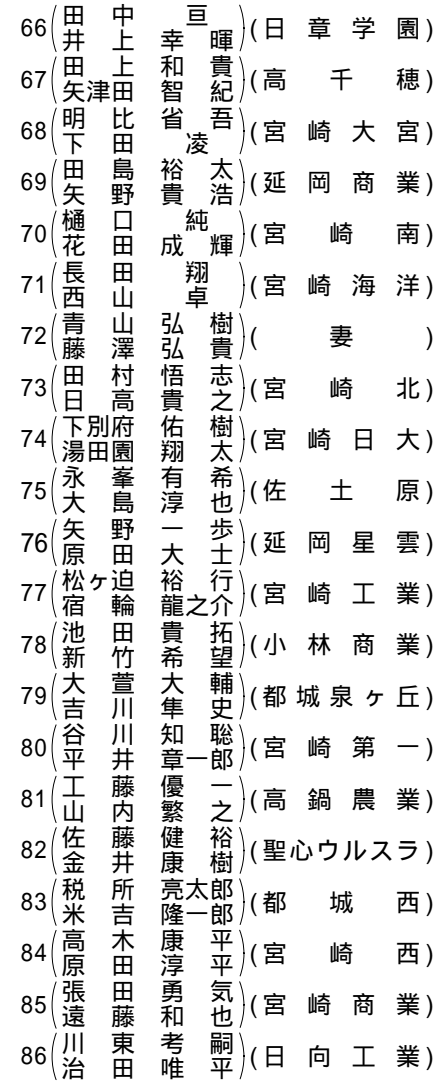 66 田中 亘 (日章学園)
井上 幸暉
67 田上 和貴 (高千穂)
矢津田 智紀
68 明比 省吾 (宮崎大宮)
下田 凌
69 田島 裕太 (延岡商業)
矢野 貴浩
70 樋口 純 (宮崎南)
花田 成輝
71 長田 翔 (宮崎海洋)
西山 卓
72 青山 弘樹 (妻)
藤澤 弘貴
73 田村 悟志 (宮崎北)
日高 貴之
74 下別府 佑樹 (宮崎日大)
湯田園 翔太
75 永峯 有希 (佐土原)
大島 淳也
76 矢野 一歩 (延岡星雲)
原田 大士
77 松ヶ迫 裕行 (宮崎工業)
宿輪 龍之介
78 池田 貴拓 (小林商業)
新竹 希望
79 大萱 大輔 (都城泉ヶ丘)
吉川 隼史
80 谷川 知聡 (宮崎第一)
平井 章一郎
81 工藤 優一 (高鍋農業)
山内 繁之
82 佐藤 健裕 (聖心ウルスラ)
金井 康樹
83 税所 亮太郎 (都城西)
米吉 隆一郎
84 高木 康平 (宮崎西)
原田 淳平
85 張田 勇気 (宮崎商業)
遠藤 和也
86 川東 考嗣 (日向工業)
治田 唯平